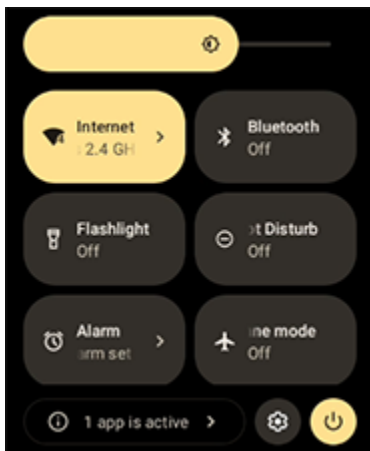 Internet
2.4 GH
Bluetooth
Off
Flashlight
Off
t Disturb
Off
Alarm
arm set
ne mode
Off
1 app is active